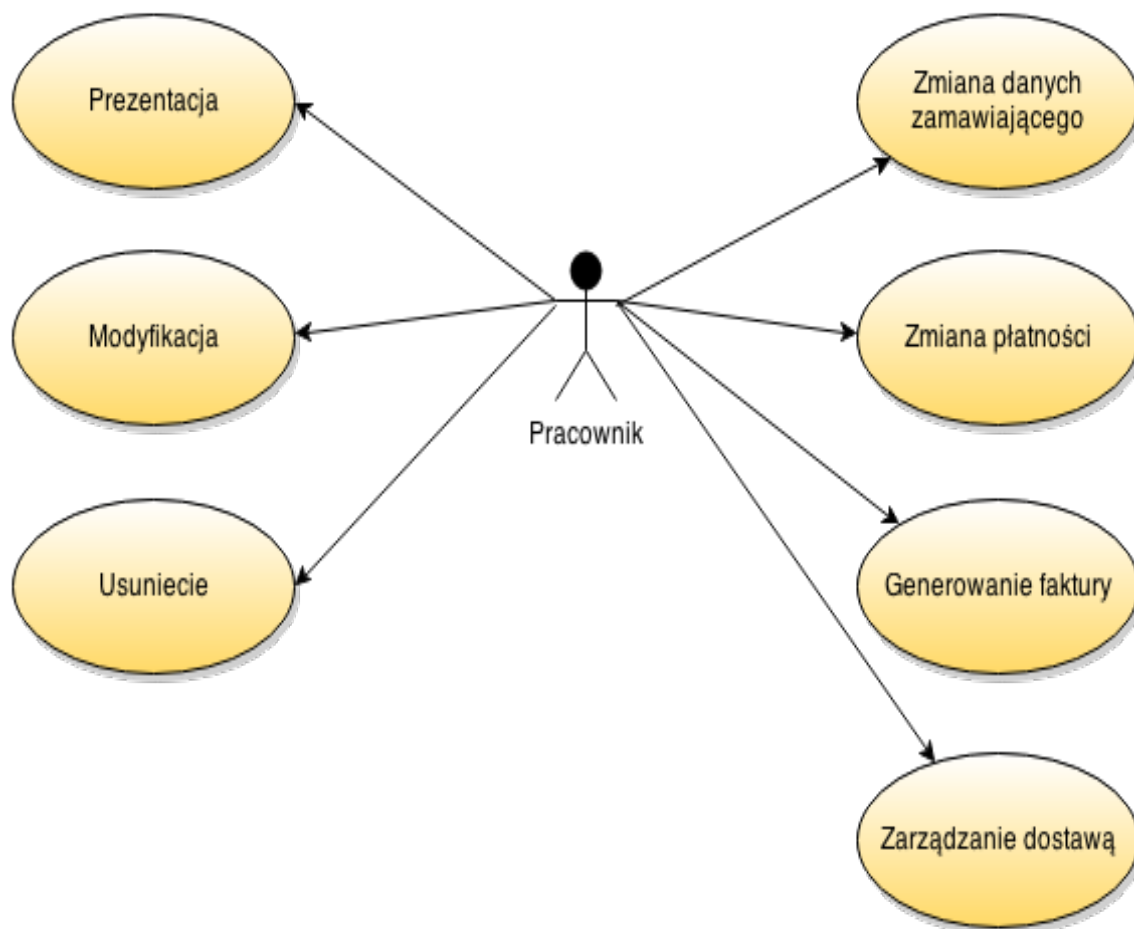 Prezentacja
Zmiana danych
zamawiającego
Modyfikacja
Zmiana płatności
Pracownik
Usuniecie
Generowanie faktury
Zarządzanie dostawą